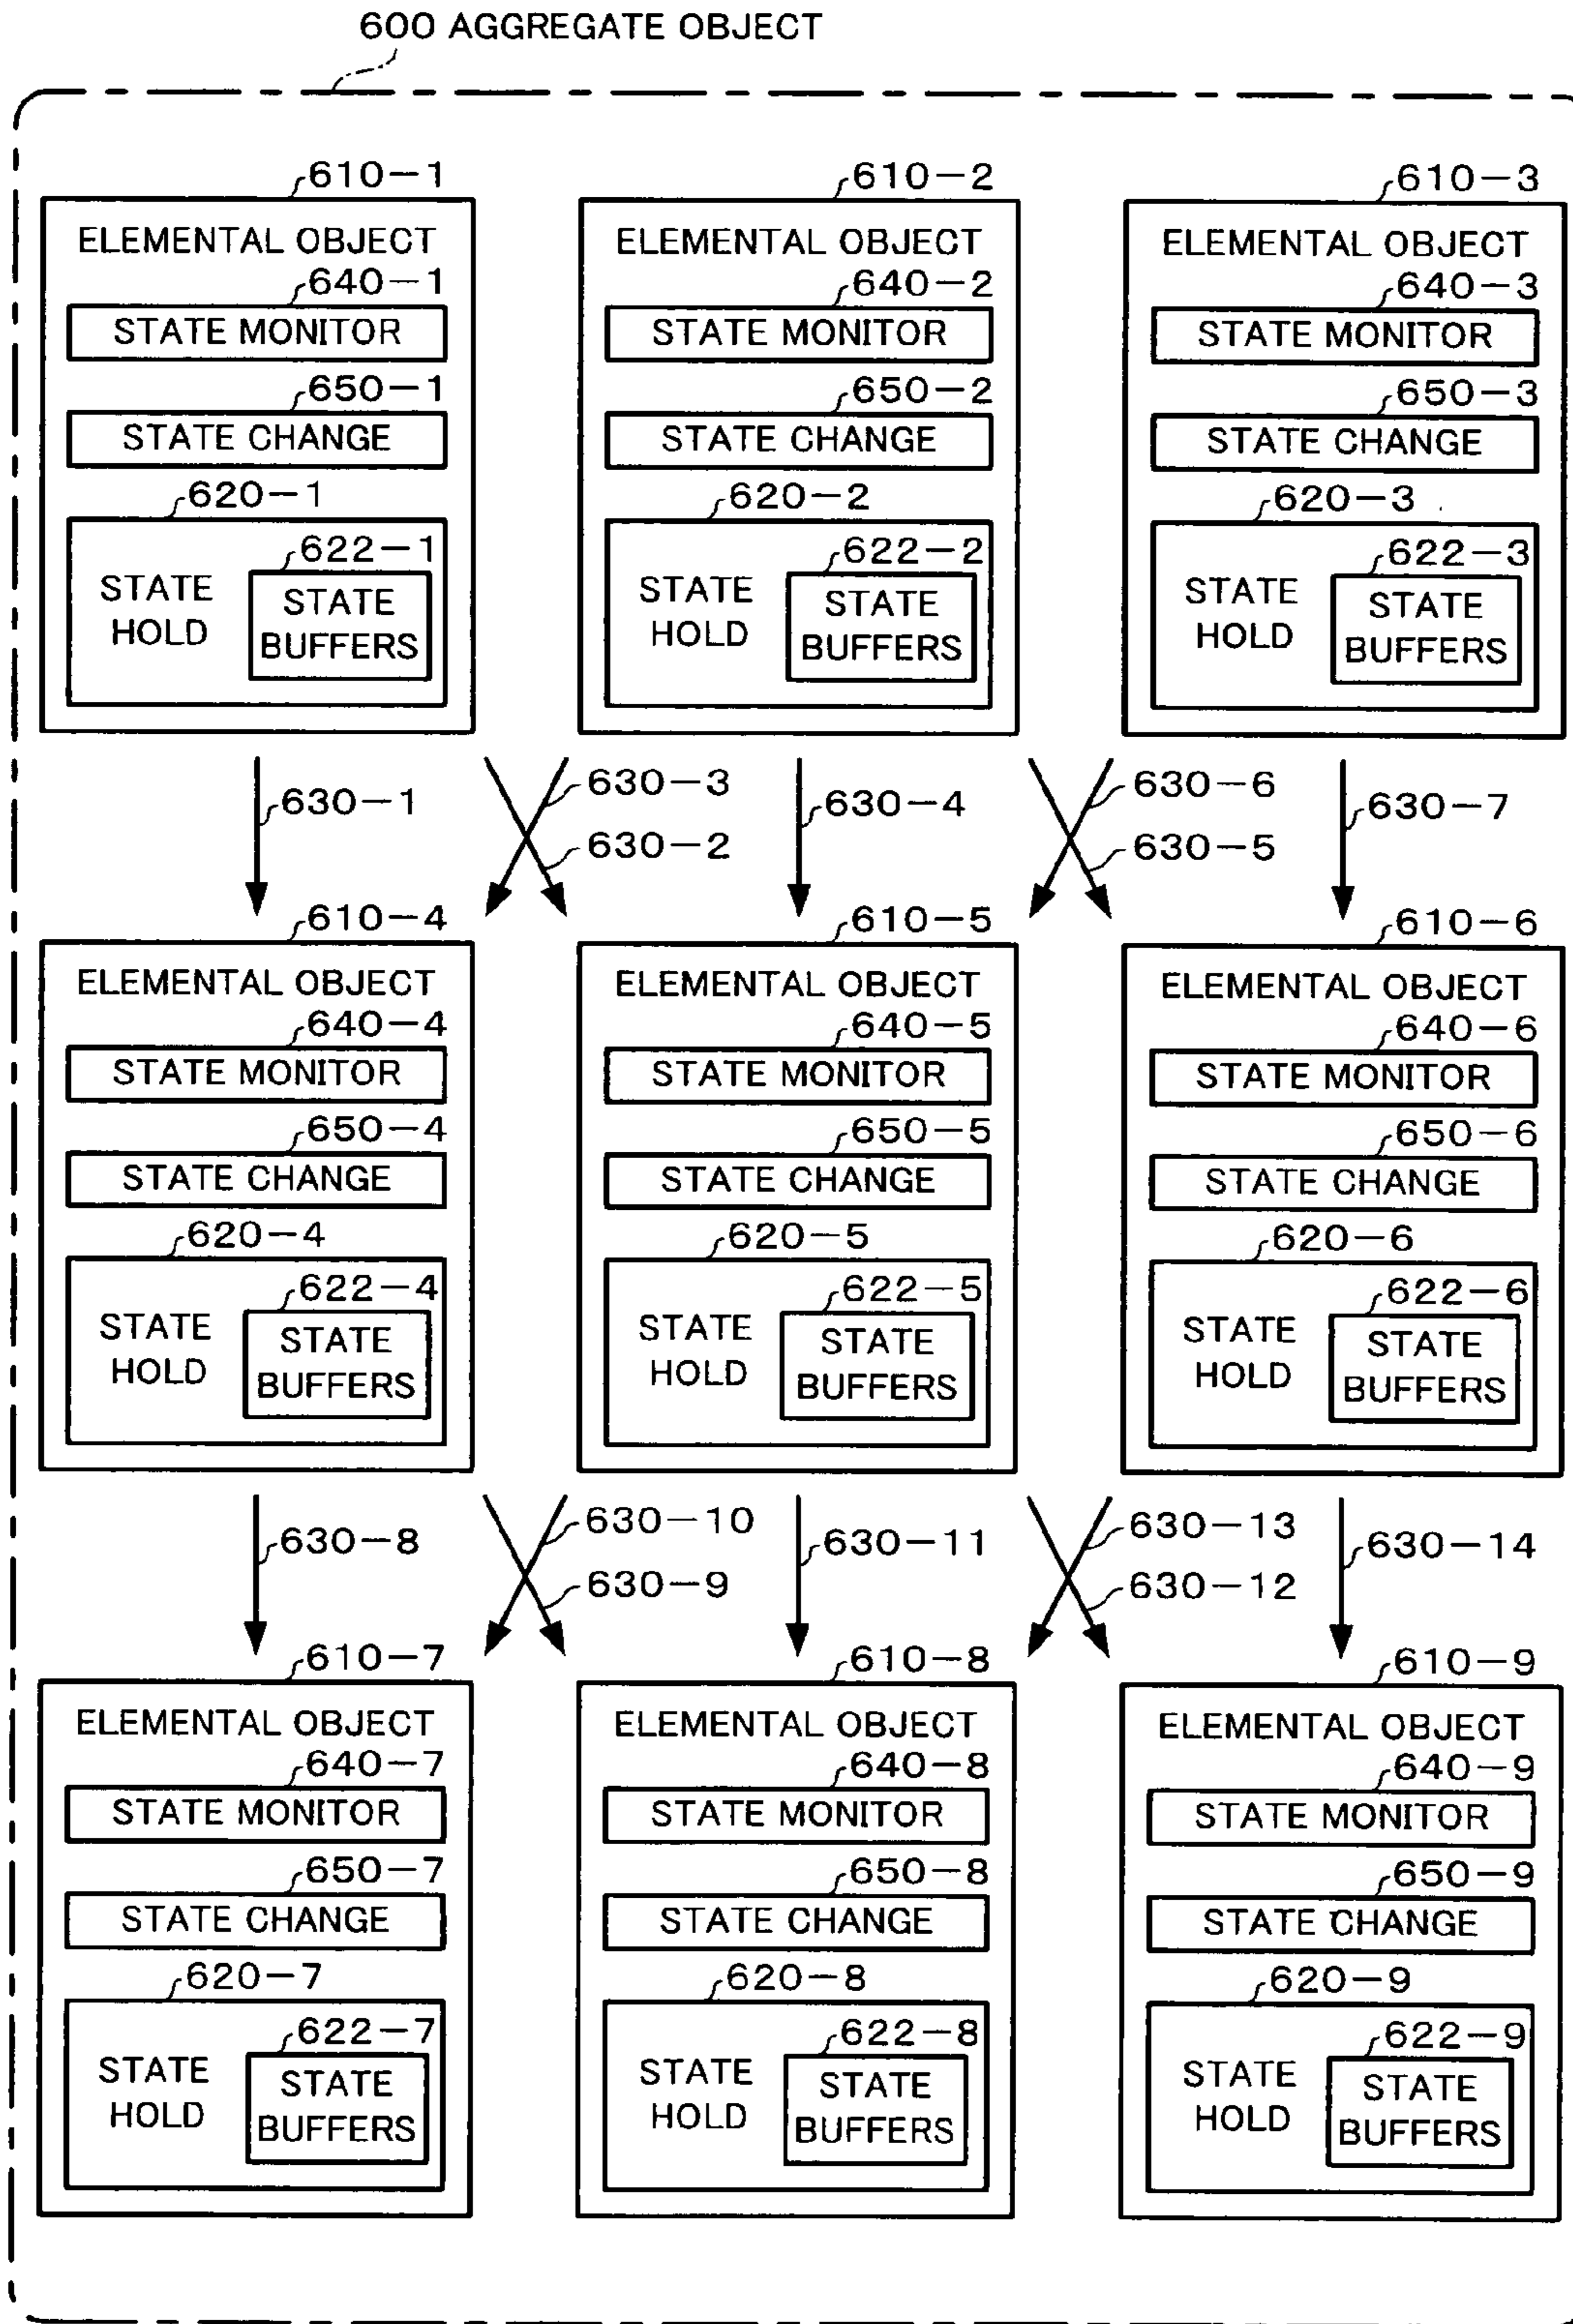 600 AGGREGATE OBJECT
610-1
ELEMENTAL OBJECT
640-1
STATE MONITOR
650-1
STATE CHANGE
620-1
622-1
STATE HOLD
STATE
BUFFERS
610-2
ELEMENTAL OBJECT
640-2
STATE MONITOR
650-2
STATE CHANGE
620-2
622-2
STATE
HOLD
STATE
BUFFERS
610-3
ELEMENTAL OBJECT
640-3
STATE MONITOR
650-3
STATE CHANGE
620-3
622-3
STATE
HOLD
STATE
BUFFERS
630-1
630-3
630-2
630-4
630-6
630-5
630-7
610-4
ELEMENTAL OBJECT
640-4
STATE MONITOR
650-4
STATE CHANGE
620-4
622-4
STATE
HOLD
STATE
BUFFERS
610-5
ELEMENTAL OBJECT
640-5
STATE MONITOR
650-5
STATE CHANGE
620-5
622-5
STATE
HOLD
STATE
BUFFERS
610-6
ELEMENTAL OBJECT
640-6
STATE MONITOR
650-6
STATE CHANGE
620-6
622-6
STATE
HOLD
STATE
BUFFERS
630-8
630-10
630-9
630-11
630-13
630-12
630-14
610-7
ELEMENTAL OBJECT
640-7
STATE MONITOR
650-7
STATE CHANGE
620-7
622-7
STATE
HOLD
STATE
BUFFERS
610-8
ELEMENTAL OBJECT
640-8
STATE MONITOR
650-8
STATE CHANGE
620-8
622-8
STATE
HOLD
STATE
BUFFERS
610-9
ELEMENTAL OBJECT
640-9
STATE MONITOR
650-9
STATE CHANGE
620-9
622-9
STATE
HOLD
STATE
BUFFERS